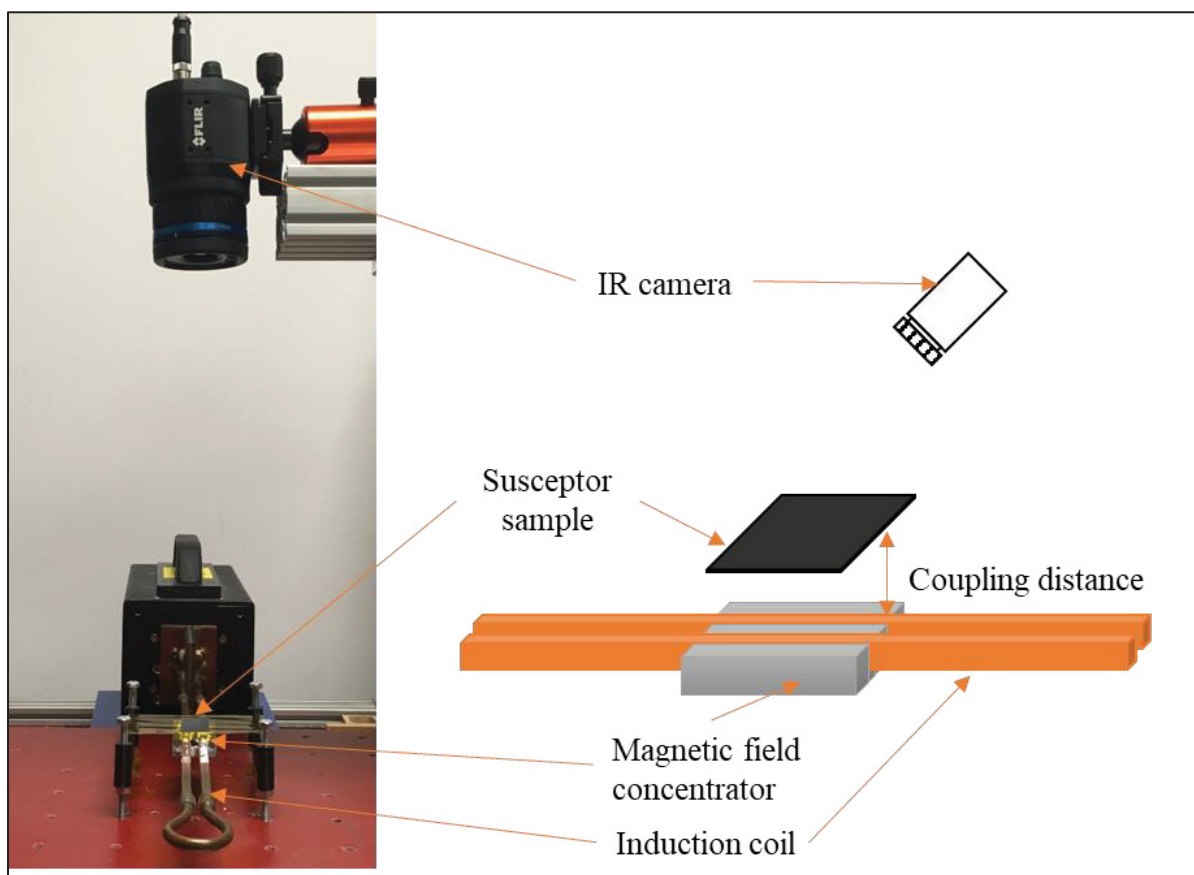 FLIR
IR camera
Susceptor
sample
Coupling distance
Magnetic field
concentrator
Induction coil